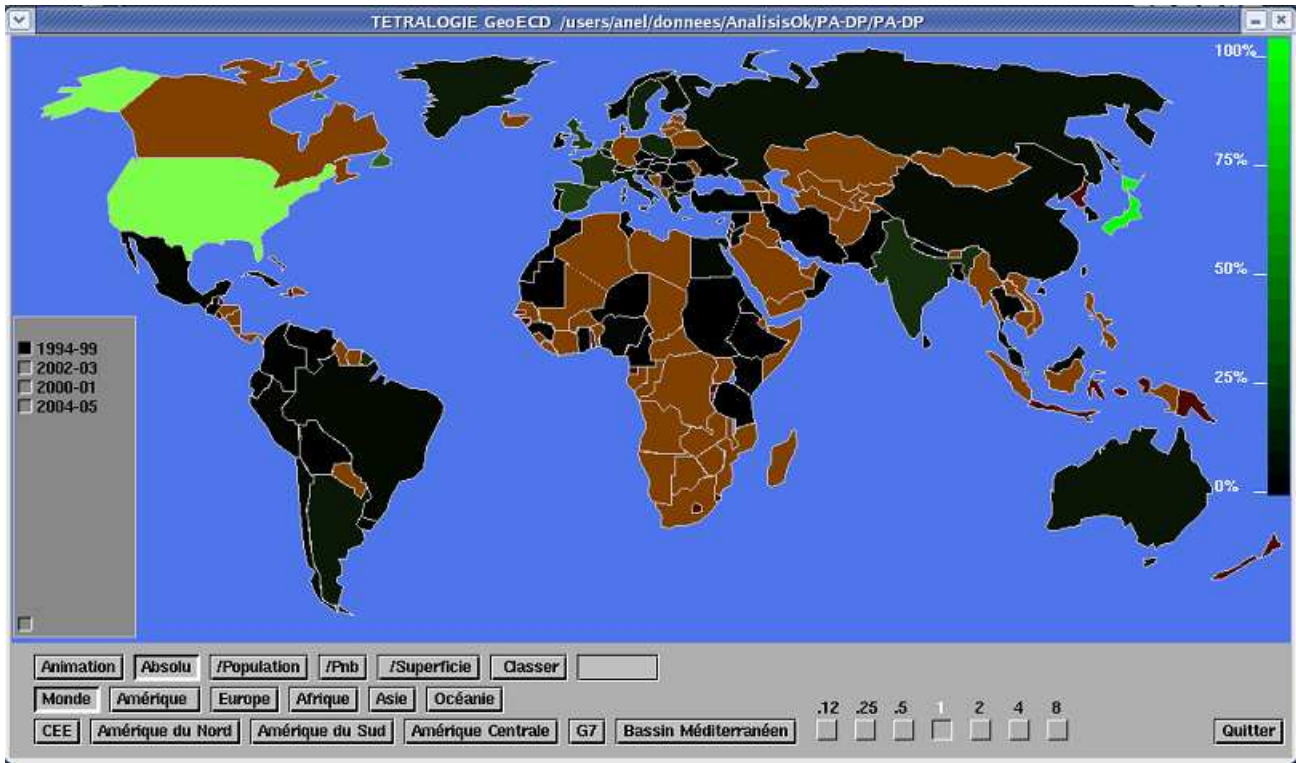 TETRALOGIE GeoECD /users/anel/donnees/AnalisisOk/PA-DP/PA-DP
100%
75%
50%
25%
0%
1994-99
2002-03
2000-01
2004-05
Animation Absolu /Population /Pnb /Superficie Classer
Monde Amérique Europe Afrique Asie Océanie
.12 .25 .5 1 2 4 8
CEE Amérique du Nord Amérique du Sud Amérique Centrale G7 Bassin Méditerranéen Quitter